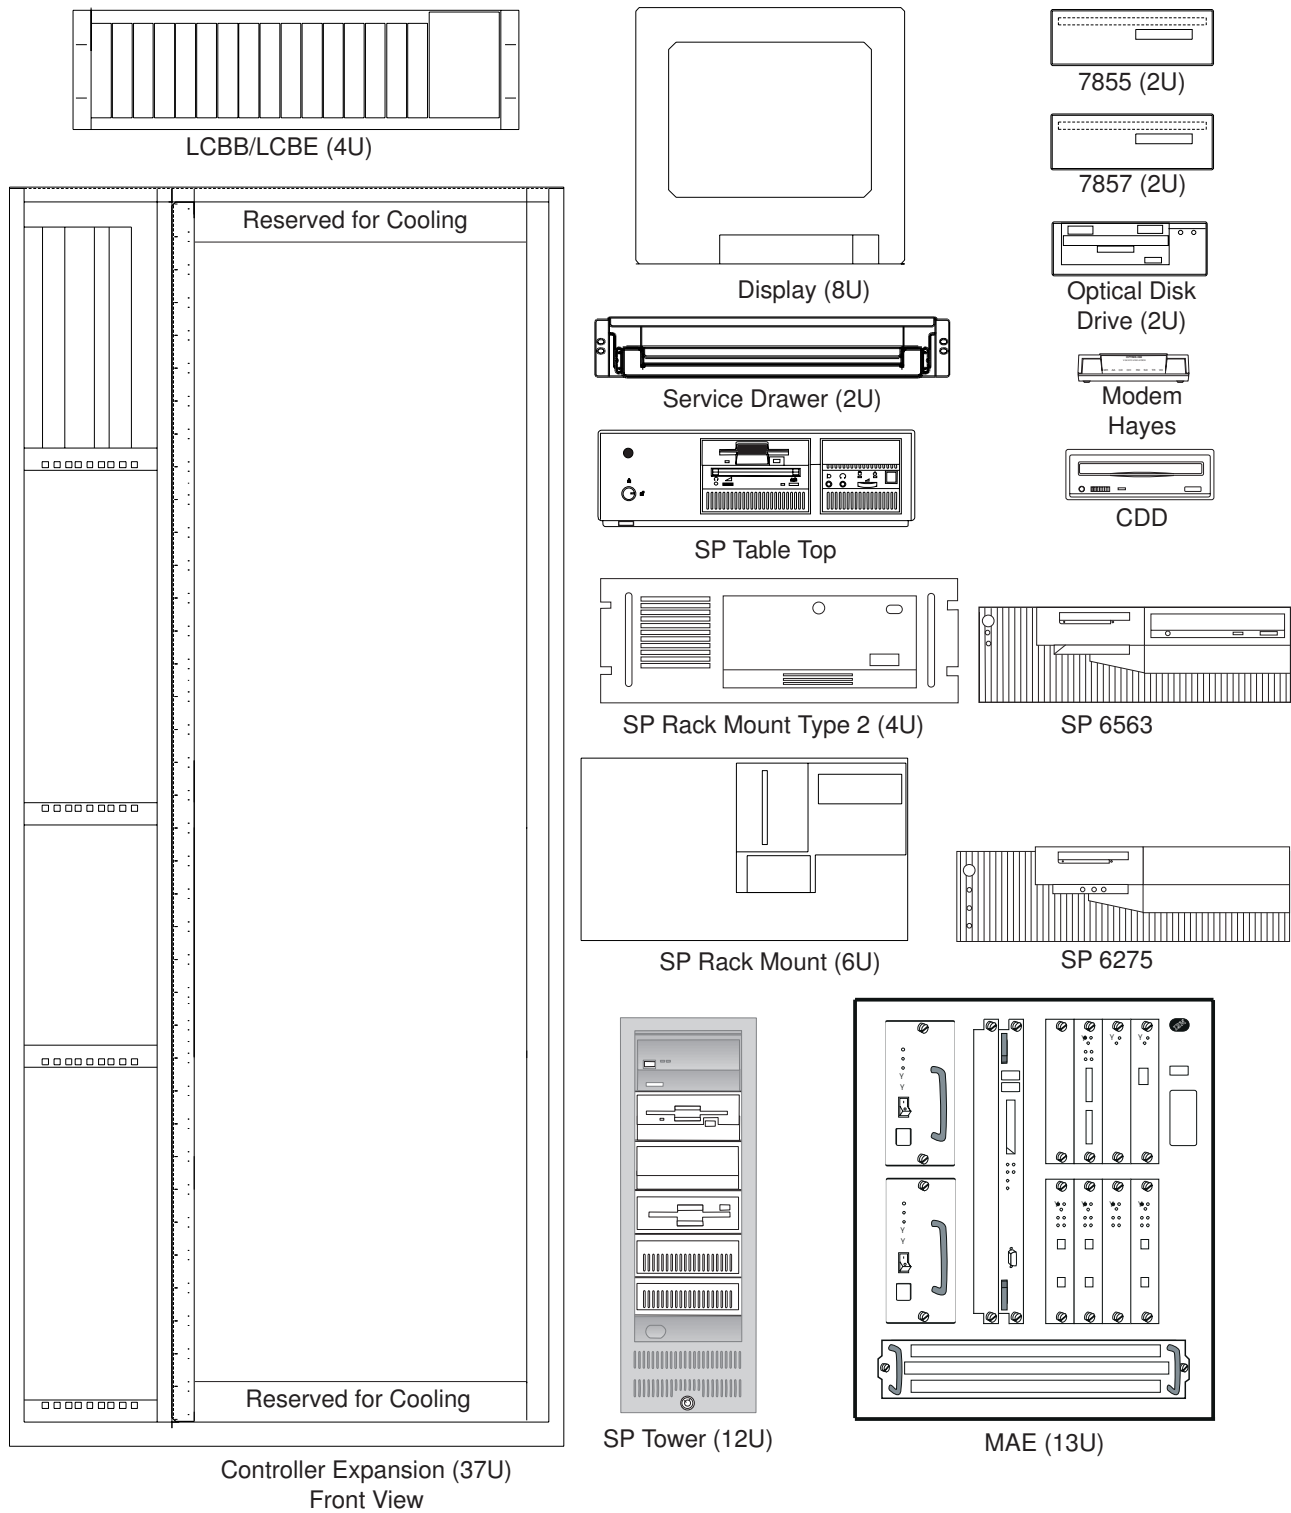 LCBB/LCBE (4U)
Reserved for Cooling
Reserved for Cooling
Controller Expansion (37U)
Front View
Display (8U)
Service Drawer (2U)
SP Table Top
SP Rack Mount Type 2 (4U)
SP Rack Mount (6U)
SP Tower (12U)
7855 (2U)
7857 (2U)
Optical Disk
Drive (2U)
Modem
Hayes
CDD
SP 6563
SP 6275
MAE (13U)